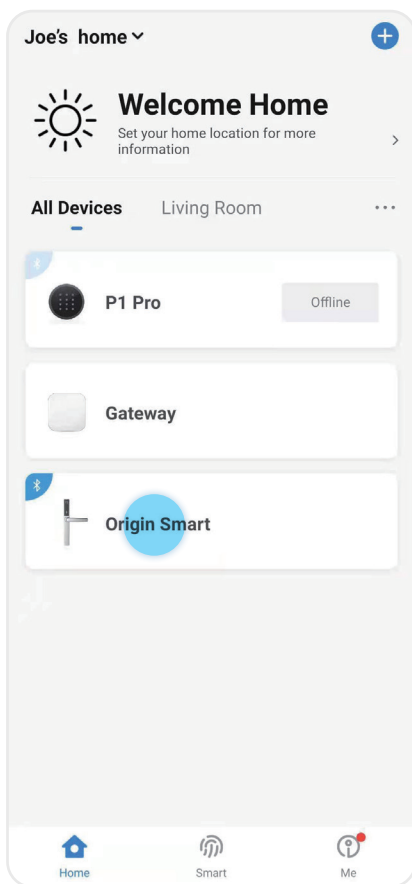 Joe's home
Welcome Home
Set your home location for more
information
All Devices Living Room ...
P1 Pro Offline
Gateway
Origin Smart
Home Smart Me